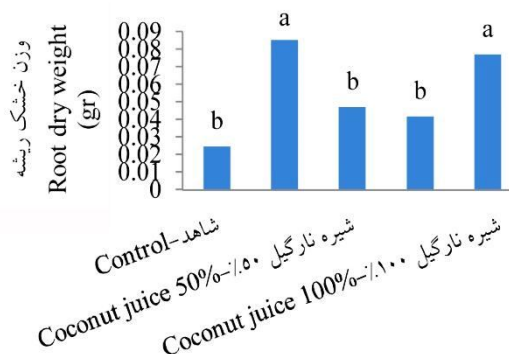 وزن خشک ریشه
Root dry weight
(gr)
0.09
0.08
0.07
0.06
0.05
0.04
0.03
0.02
0.01
0
b
a
b
b
a
Control-شاهد
Coconut juice 50%-٪۵۰ شیره نارگیل
Coconut juice 100%-٪۱۰۰ شیره نارگیل